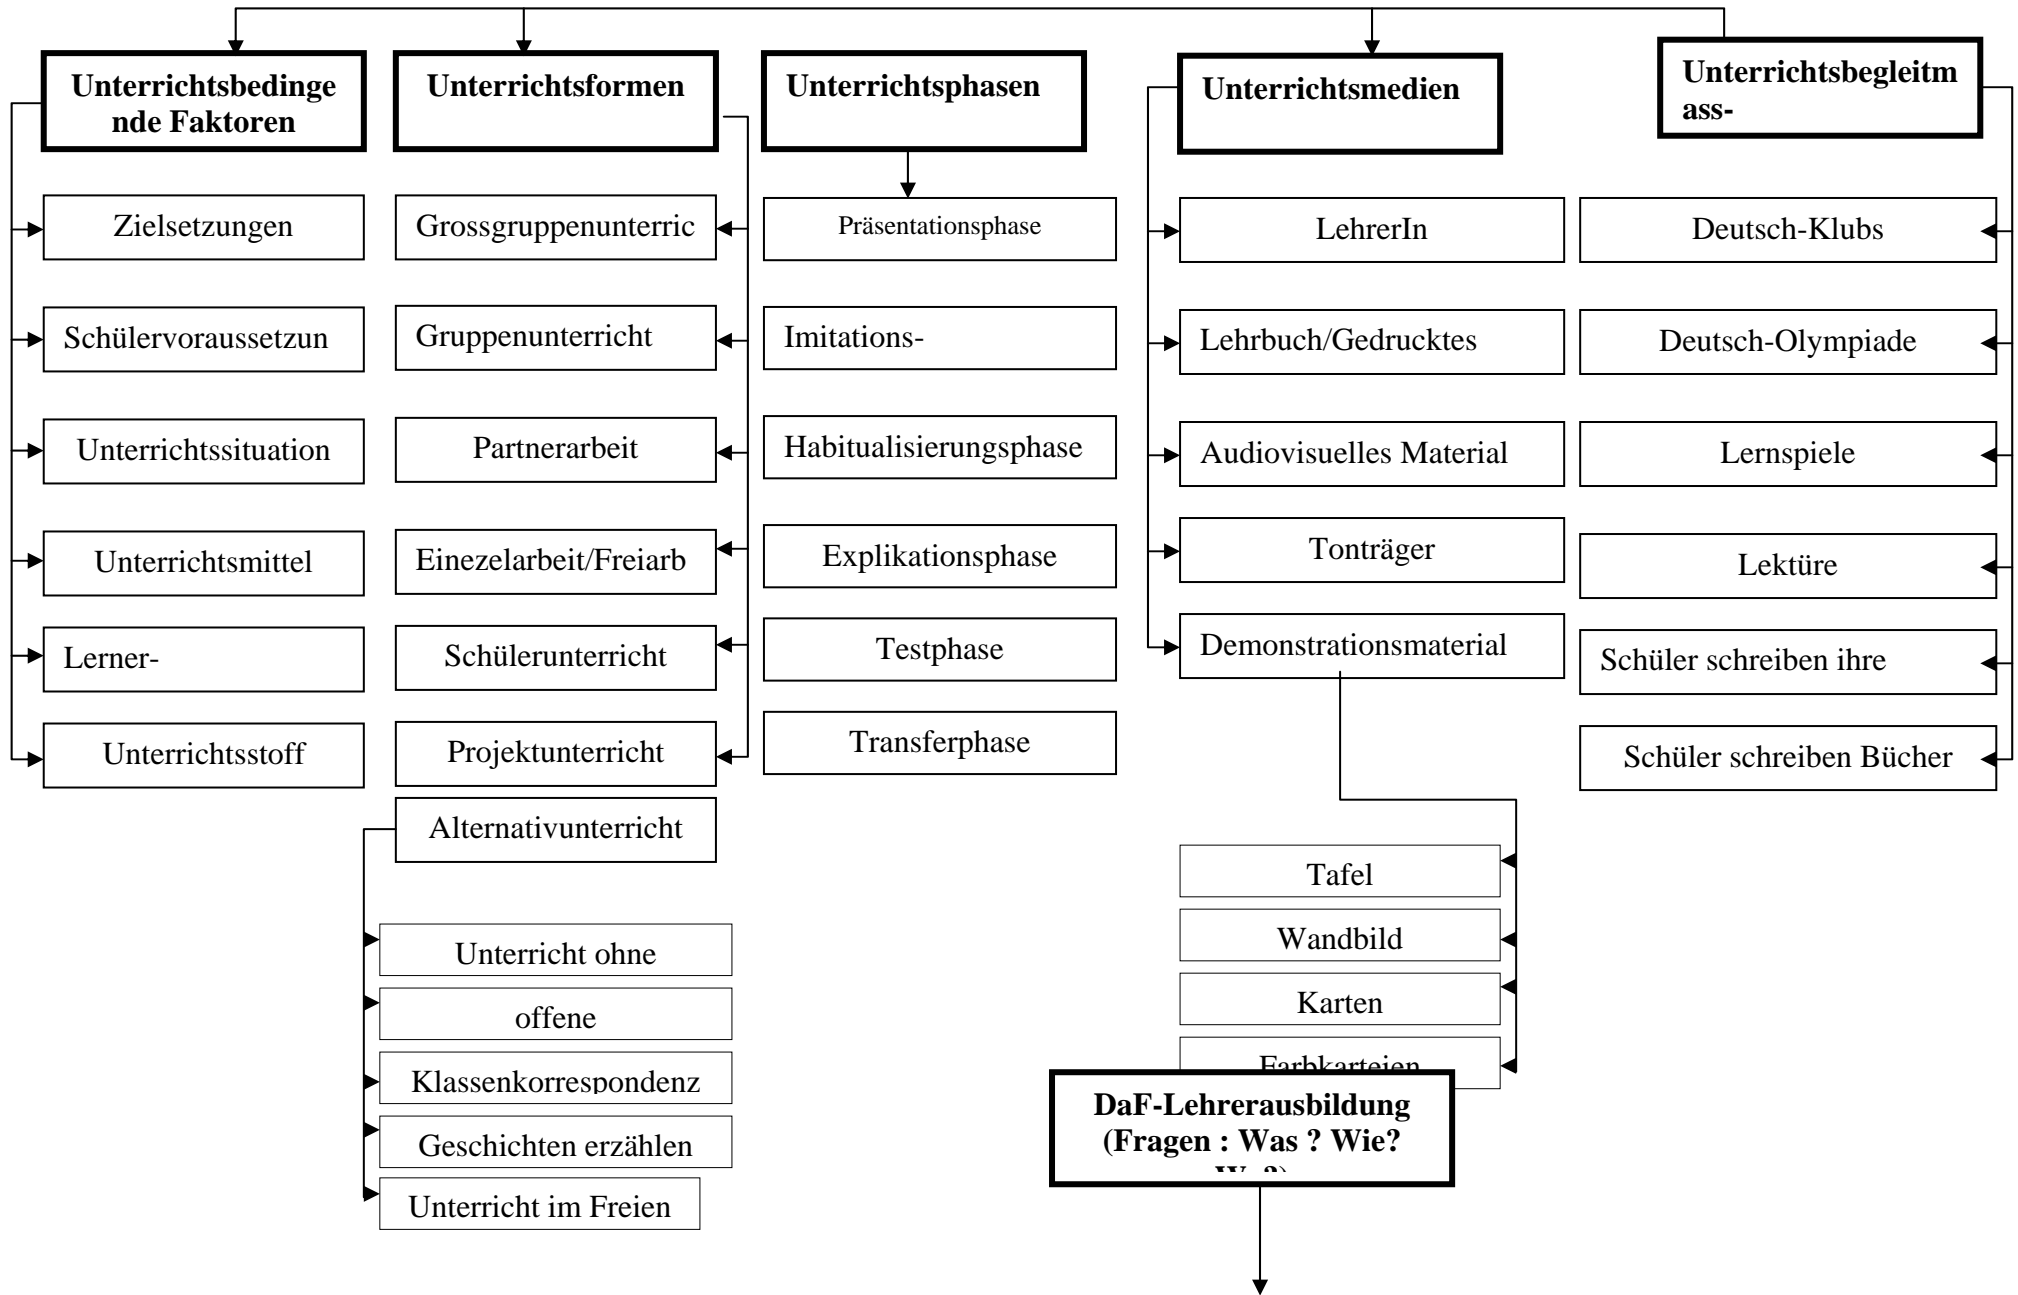 Unterrichtsbedinge
nde Faktoren
Unterrichtsformen
Unterrichtsphasen
Unterrichtsmedien
Unterrichtsbegleitm
ass-
Zielsetzungen
Schülervoraussetzun
Unterrichtssituation
Unterrichtsmittel
Lerner-
Unterrichtsstoff
Grossgruppenunterric
Gruppenunterricht
Partnerarbeit
Einezelarbeit/Freiarb
Schülerunterricht
Projektunterricht
Alternativunterricht
Unterricht ohne
offene
Klassenkorrespondenz
Geschichten erzählen
Unterricht im Freien
Präsentationsphase
Imitations-
Habitualisierungsphase
Explikationsphase
Testphase
Transferphase
LehrerIn
Lehrbuch/Gedrucktes
Audiovisuelles Material
Tonträger
Demonstrationsmaterial
Tafel
Wandbild
Karten
Farbkarteien
Deutsch-Klubs
Deutsch-Olympiade
Lernspiele
Lektüre
Schüler schreiben ihre
Schüler schreiben Bücher
DaF-Lehrerausbildung
(Fragen : Was ? Wie?